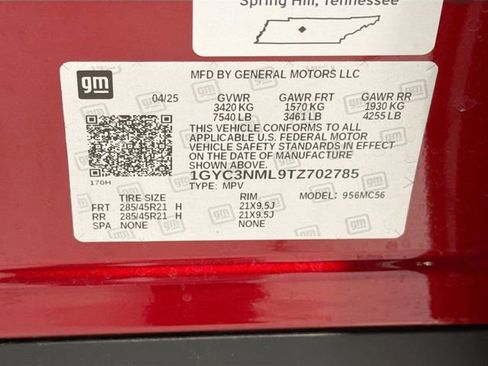 Spring Hill, Tennessee
gm
MFD BY GENERAL MOTORS LLC
04/25 GVWR GAWR FRT GAWR RR
3420 KG 1570 KG 1930 KG
7540 LB 3461 LB 4255 LB
THIS VEHICLE CONFORMS TO ALL
APPLICABLE U.S. FEDERAL MOTOR
VEHICLE SAFETY STANDARDS IN EFFECT
ON THE DATE OF MANUFACTURE
SHOWN ABOVE.
1GYC3NML9TZ702785
170H TYPE: MPV
TIRE SIZE RIM MODEL: 956MC56
FRT 285/45R21 H 21X9.5J
RR 285/45R21 H 21X9.5J
SPA NONE NONE